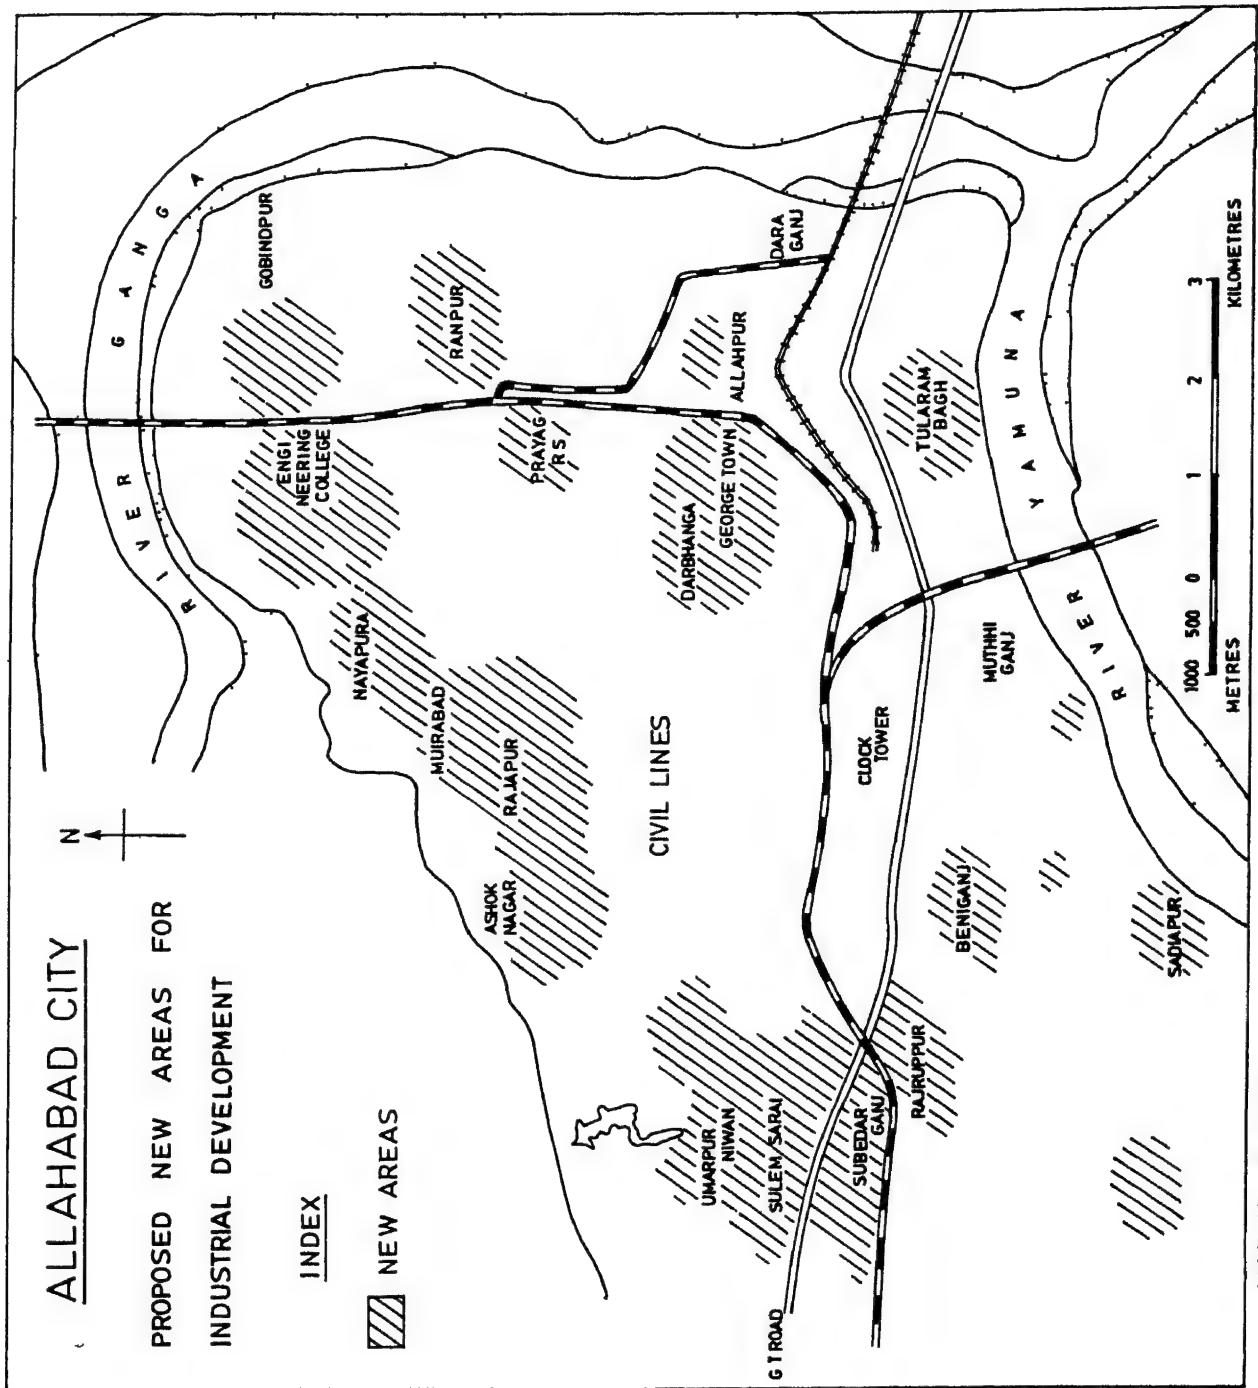 ALLAHABAD CITY
PROPOSED NEW AREAS FOR
INDUSTRIAL DEVELOPMENT
INDEX
NEW AREAS
N
RIVER GANGA
GOBINDPUR
ENGI
NEERING
COLLEGE
RANPUR
NAYAPURA
PRAYAG
RS
MUIRABAD
RAJAPUR
ASHOK
NAGAR
DARBHANGA
GEORGE TOWN
ALLAHPUR
DARA
GANJ
CIVIL LINES
UMARPUR
NIWAN
SULEM SARAI
SUBEDAR
GANJ
RAJRUPPUR
G T ROAD
CLOCK
TOWER
TULARAM
BAGH
BENIGANJ
MUTHHI
GANJ
SADIAPUR
RIVER YAMUNA
1000 500 0 1 2 3
METRES KILOMETRES